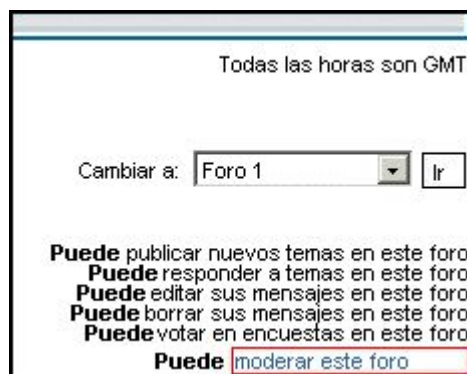 Todas las horas son GMT
Cambiar a: Foro 1 Ir
Puede publicar nuevos temas en este foro
Puede responder a temas en este foro
Puede editar sus mensajes en este foro
Puede borrar sus mensajes en este foro
Puede votar en encuestas en este foro
Puede moderar este foro